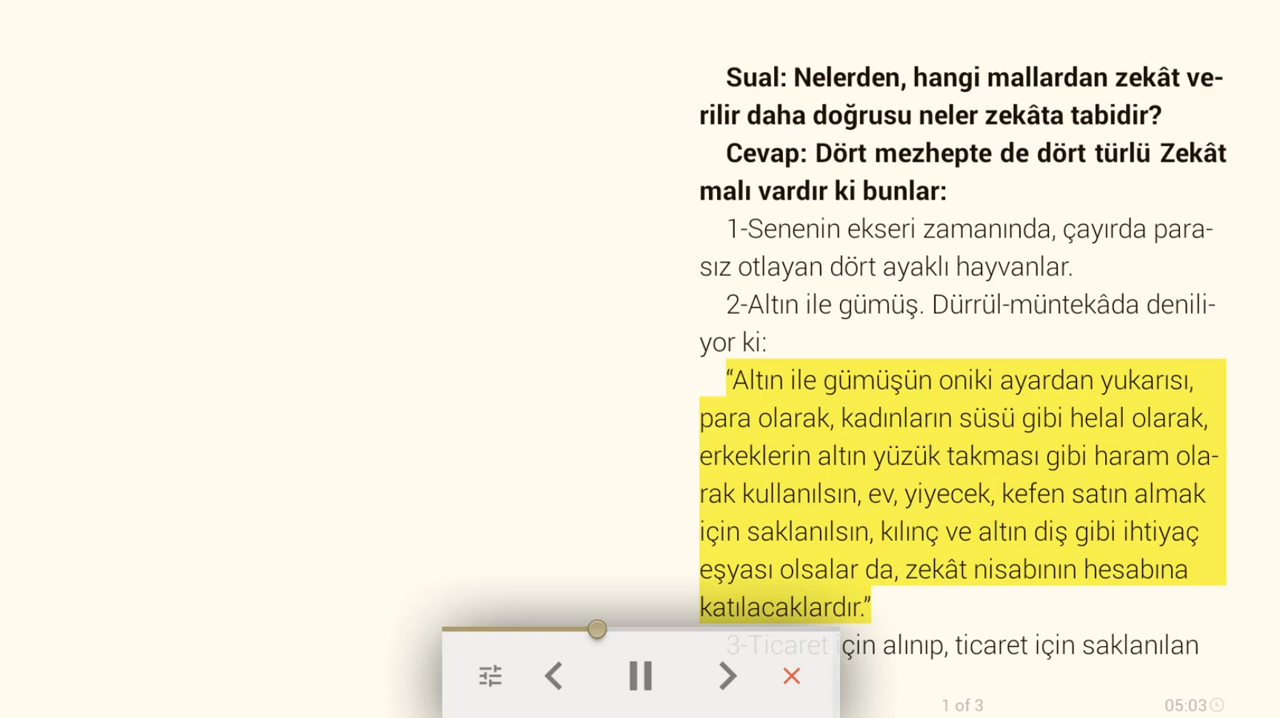 Sual: Nelerden, hangi mallardan zekât ve-
rilir daha doğrusu neler zekâta tabidir?
Cevap: Dört mezhepte de dört türlü Zekât
malı vardır ki bunlar:
1-Senenin ekseri zamanında, çayırda para-
sız otlayan dört ayaklı hayvanlar.
2-Altın ile gümüş. Dürrül-müntekâda denili-
yor ki:
“Altın ile gümüşün oniki ayardan yukarısı,
para olarak, kadınların süsü gibi helal olarak,
erkeklerin altın yüzük takması gibi haram ola-
rak kullanılsın, ev, yiyecek, kefen satın almak
için saklanılsın, kılınç ve altın diş gibi ihtiyaç
eşyası olsalar da, zekât nisabının hesabına
katılacaklardır.”
3-Ticaret için alınıp, ticaret için saklanılan
1 of 3
05:03